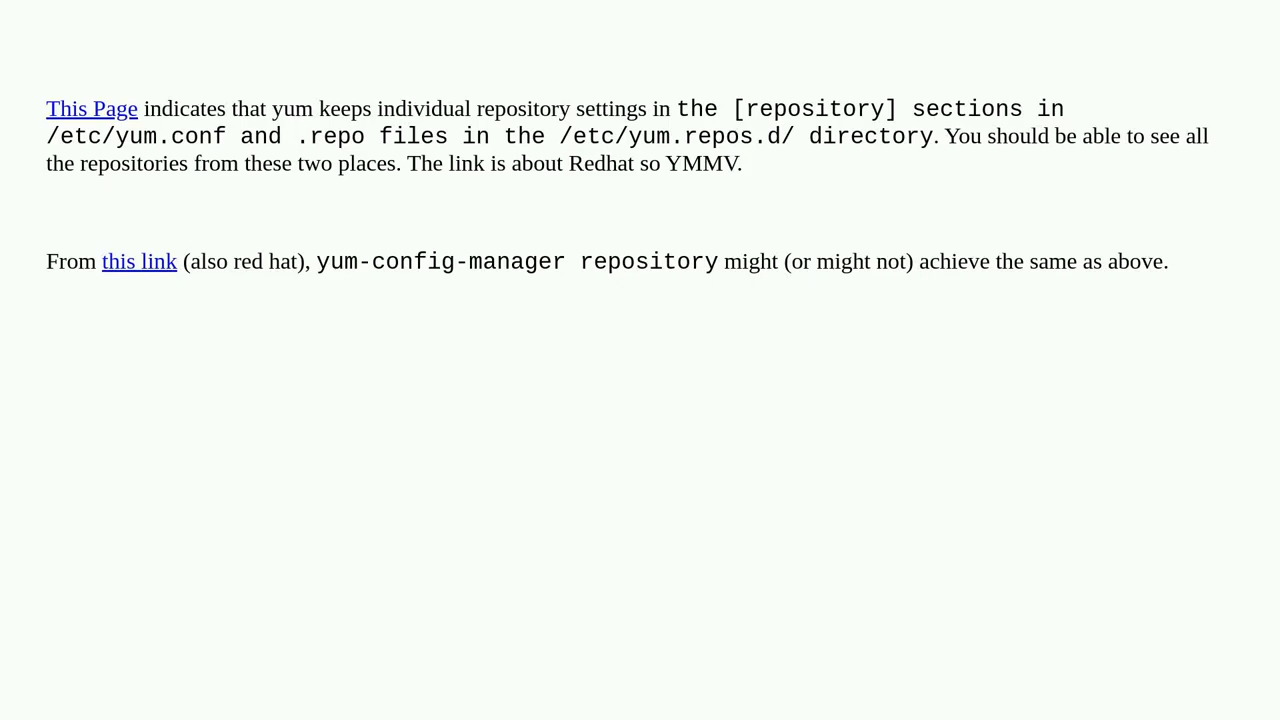 This Page indicates that yum keeps individual repository settings in the [repository] sections in
/etc/yum.conf and .repo files in the /etc/yum.repos.d/ directory. You should be able to see all
the repositories from these two places. The link is about Redhat so YMMV.
From this link (also red hat), yum-config-manager repository might (or might not) achieve the same as above.